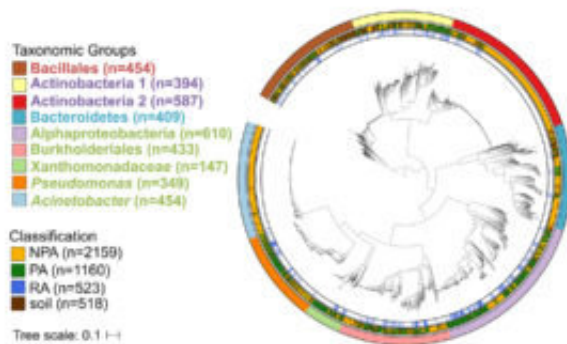 Taxonomic Groups
Bacillales (n=454)
Actinobacteria 1 (n=394)
Actinobacteria 2 (n=587)
Bacteroidetes (n=409)
Alphaproteobacteria (n=610)
Burkholderiales (n=433)
Xanthomonadaceae (n=147)
Pseudomonas (n=349)
Acinetobacter (n=454)
Classification
NPA (n=2159)
PA (n=1160)
RA (n=523)
soil (n=518)
Tree scale: 0.1